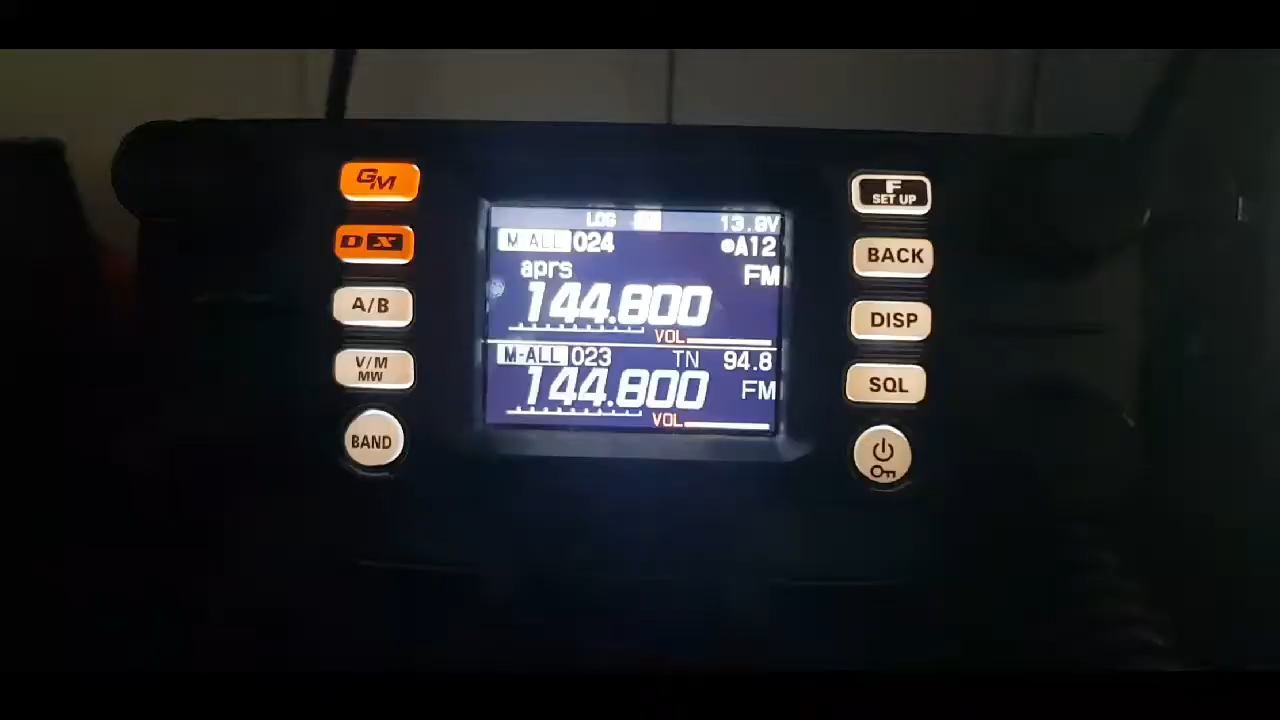 GM
DX
A/B
V/M
MW
BAND
LOG 13.8V
M-ALL 024 A12
aprs FM
144.800
VOL
M-ALL 023 TN 94.8
144.800 FM
VOL
F
SET UP
BACK
DISP
SQL